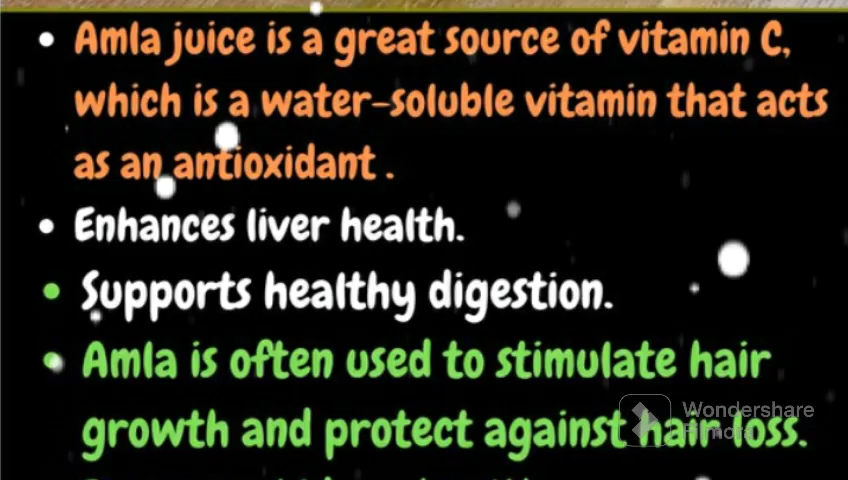 • Amla juice is a great source of vitamin C,
which is a water-soluble vitamin that acts
as an antioxidant .
• Enhances liver health.
• Supports healthy digestion.
• Amla is often used to stimulate hair
growth and protect against hair loss.
Wondershare
Filmora